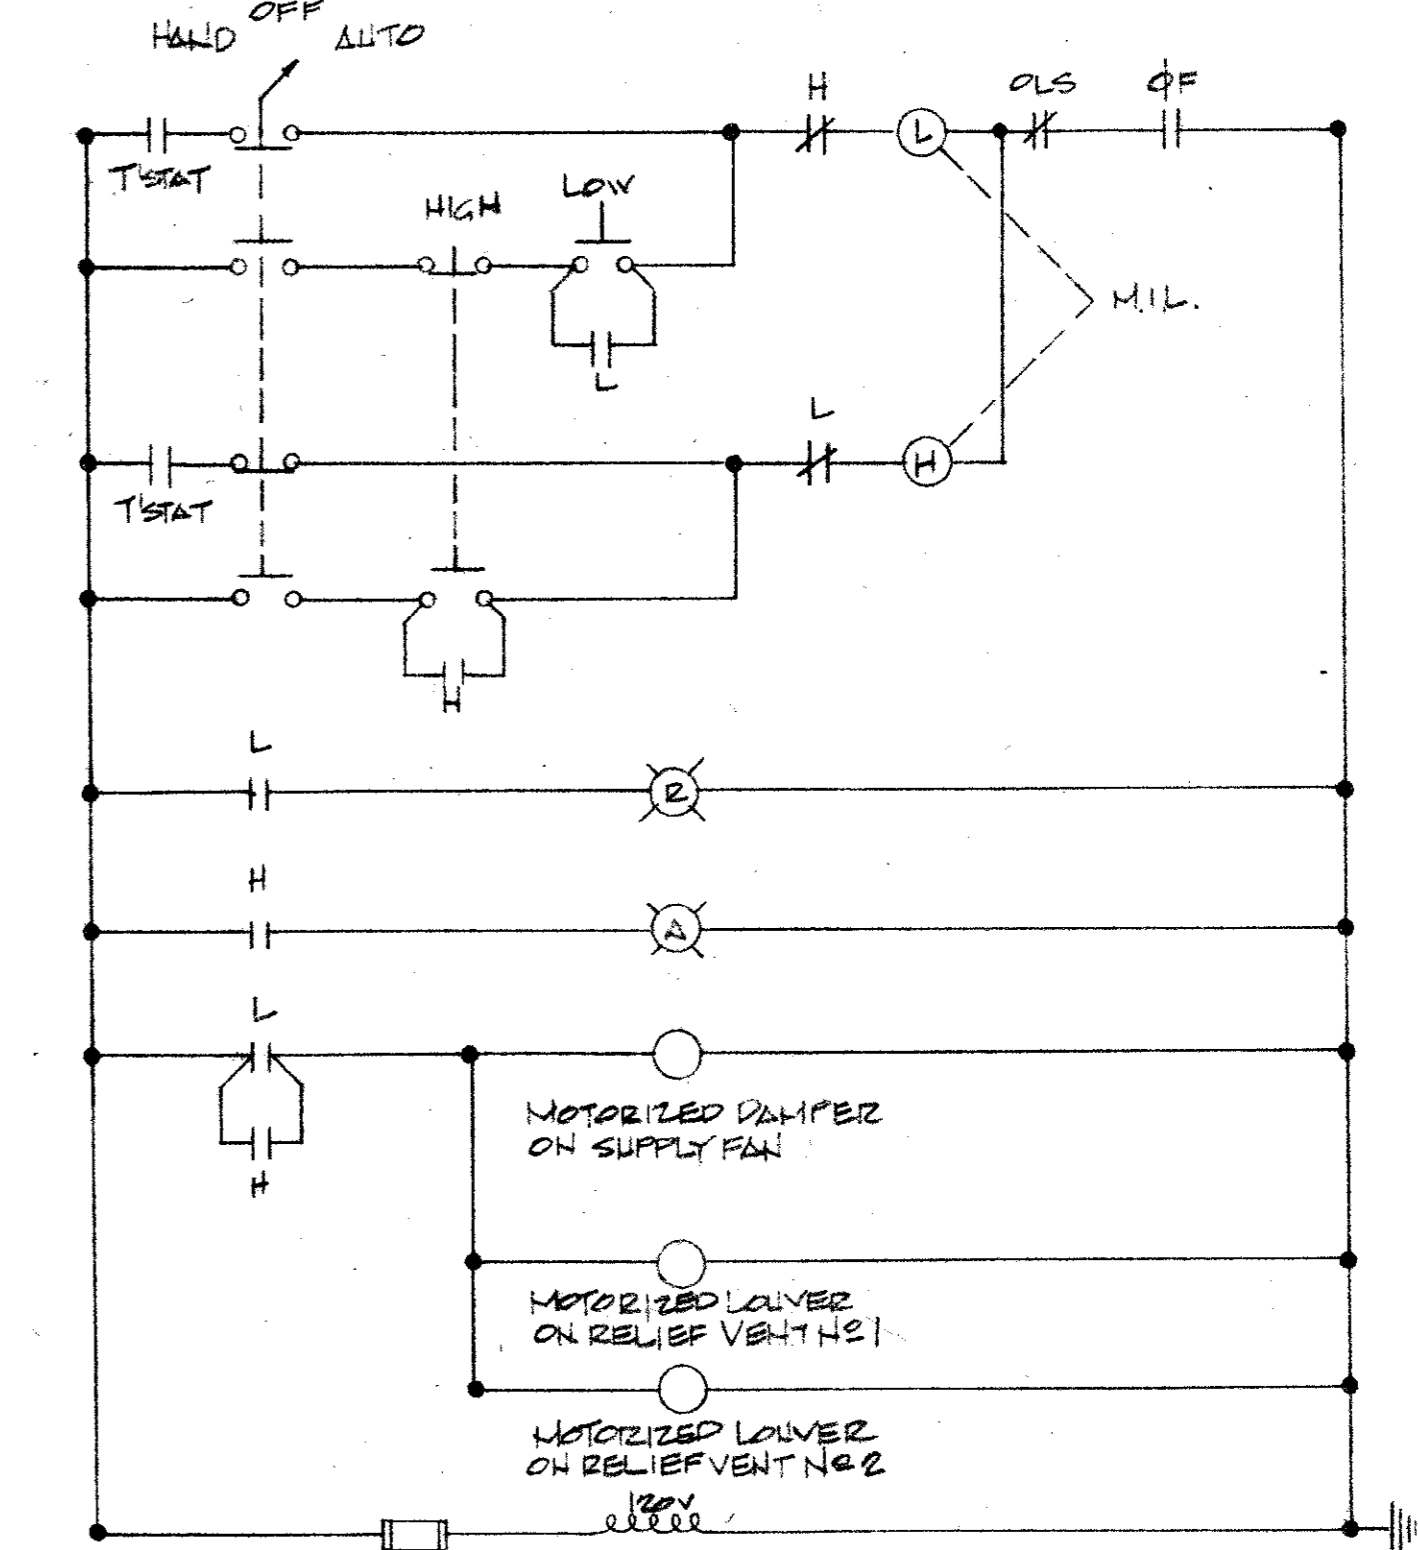 OFF
HAND AUTO
H OLS ΦF
L
T'STAT
LOW
HIGH
M.I.L.
L
L
H
T'STAT
H
L
R
H
A
L
MOTORIZED DAMPER
ON SUPPLY FAN
H
MOTORIZED LOUVER
ON RELIEF VENT Nº 1
MOTORIZED LOUVER
ON RELIEF VENT Nº 2
120V